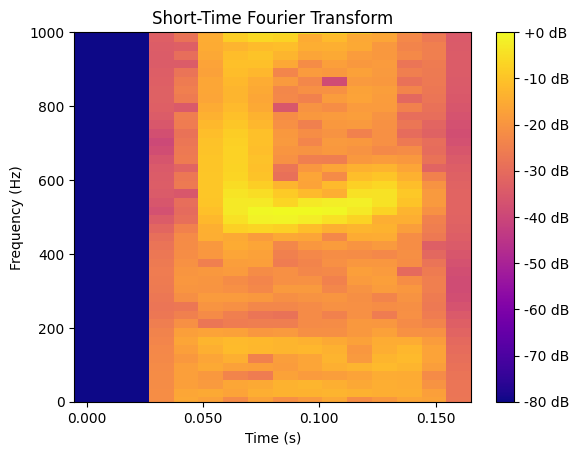 Short-Time Fourier Transform
1000
800
600
400
200
0
Frequency (Hz)
0.000
0.050
0.100
0.150
Time (s)
+0 dB
-10 dB
-20 dB
-30 dB
-40 dB
-50 dB
-60 dB
-70 dB
-80 dB